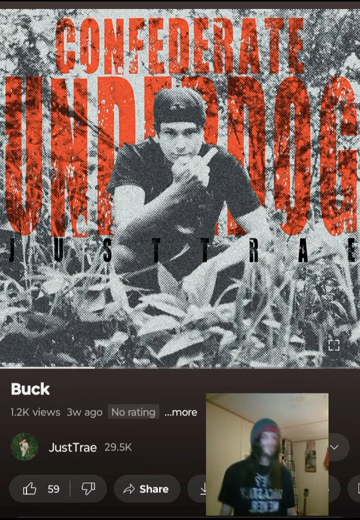 CONFEDERATE
UNDERDOG
JUSTTRAE
Buck
1.2K views 3w ago No rating ...more
JustTrae 29.5K
59 Share